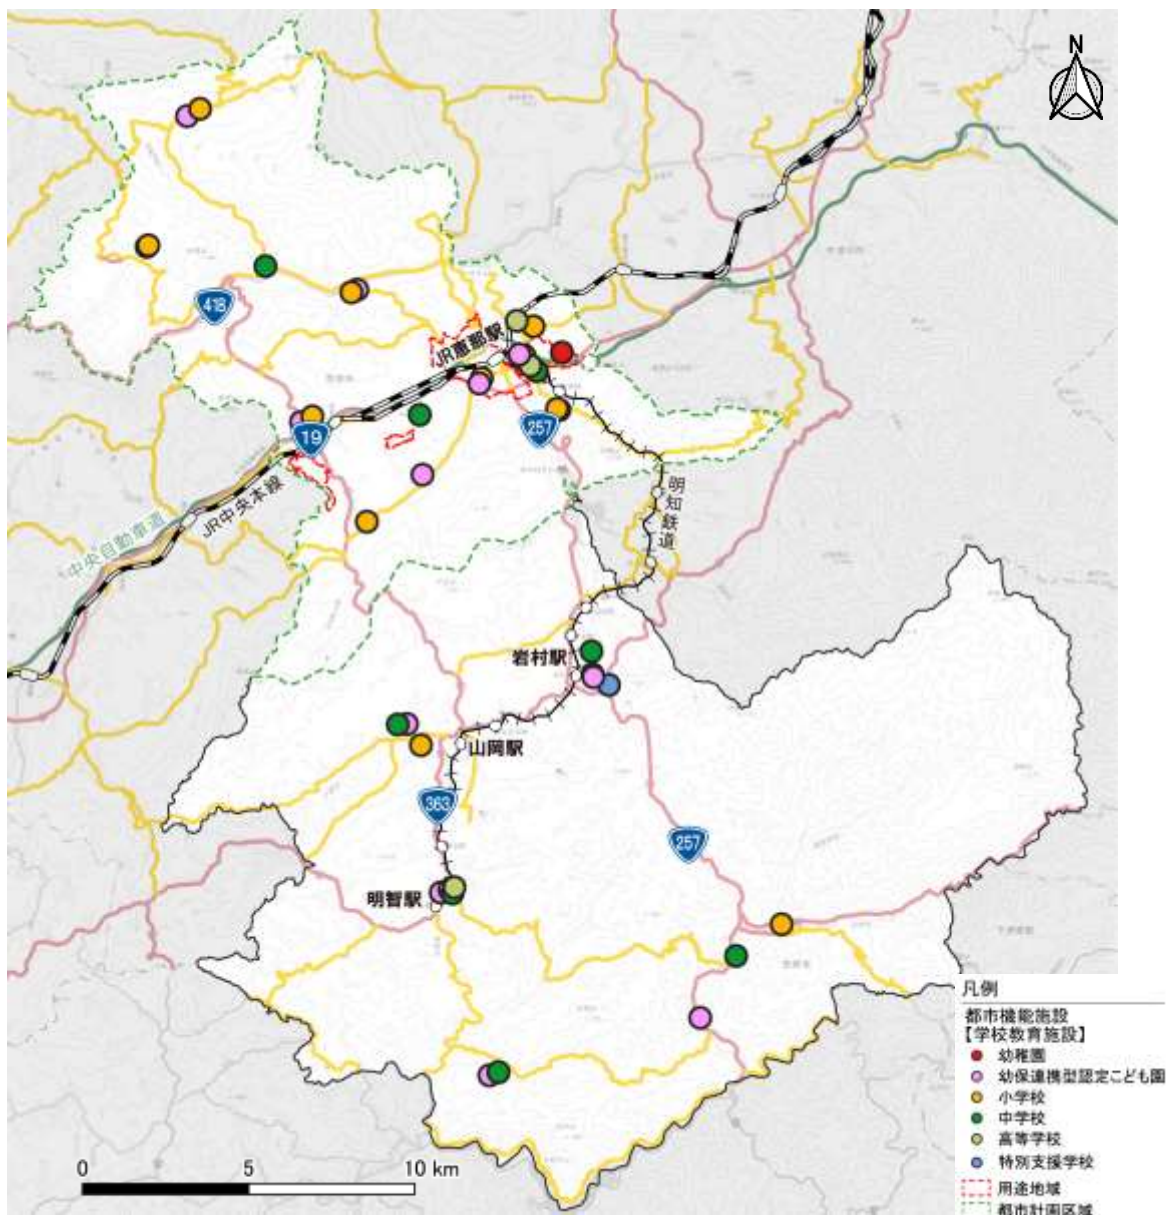 N
418
JR恵那駅
19
257
JR中央本線
中央自動車道
明知鉄道
岩村駅
山岡駅
363
257
明智駅
凡例
都市機能施設
【学校教育施設】
幼稚園
幼保連携型認定こども園
小学校
中学校
高等学校
特別支援学校
用途地域
都市計画区域
0 5 10 km